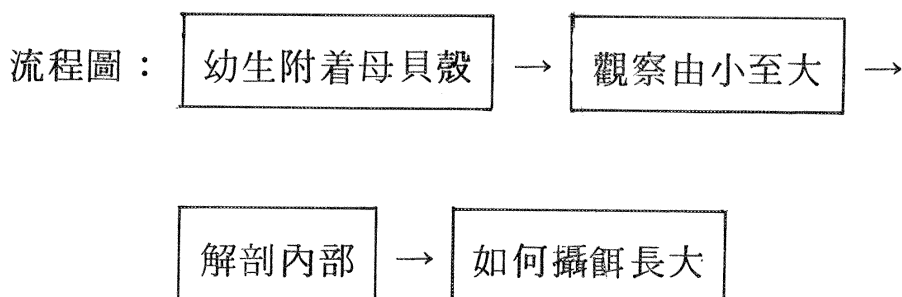 流程圖：幼生附着母貝殼 → 觀察由小至大 →
解剖內部 → 如何攝餌長大